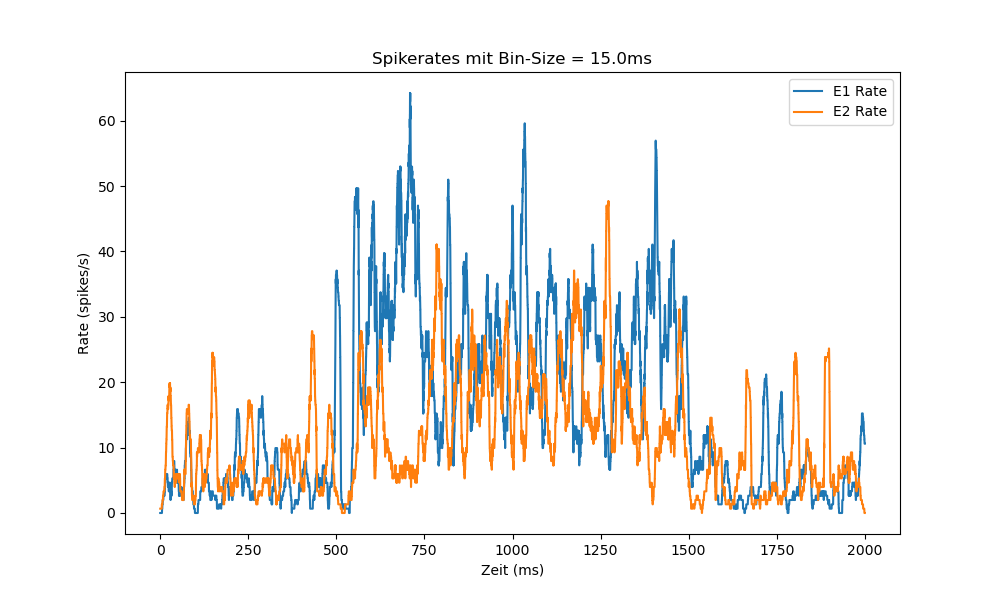 Spikerates mit Bin-Size = 15.0ms
E1 Rate
E2 Rate
60
50
40
30
20
10
0
Rate (spikes/s)
0 250 500 750 1000 1250 1500 1750 2000
Zeit (ms)